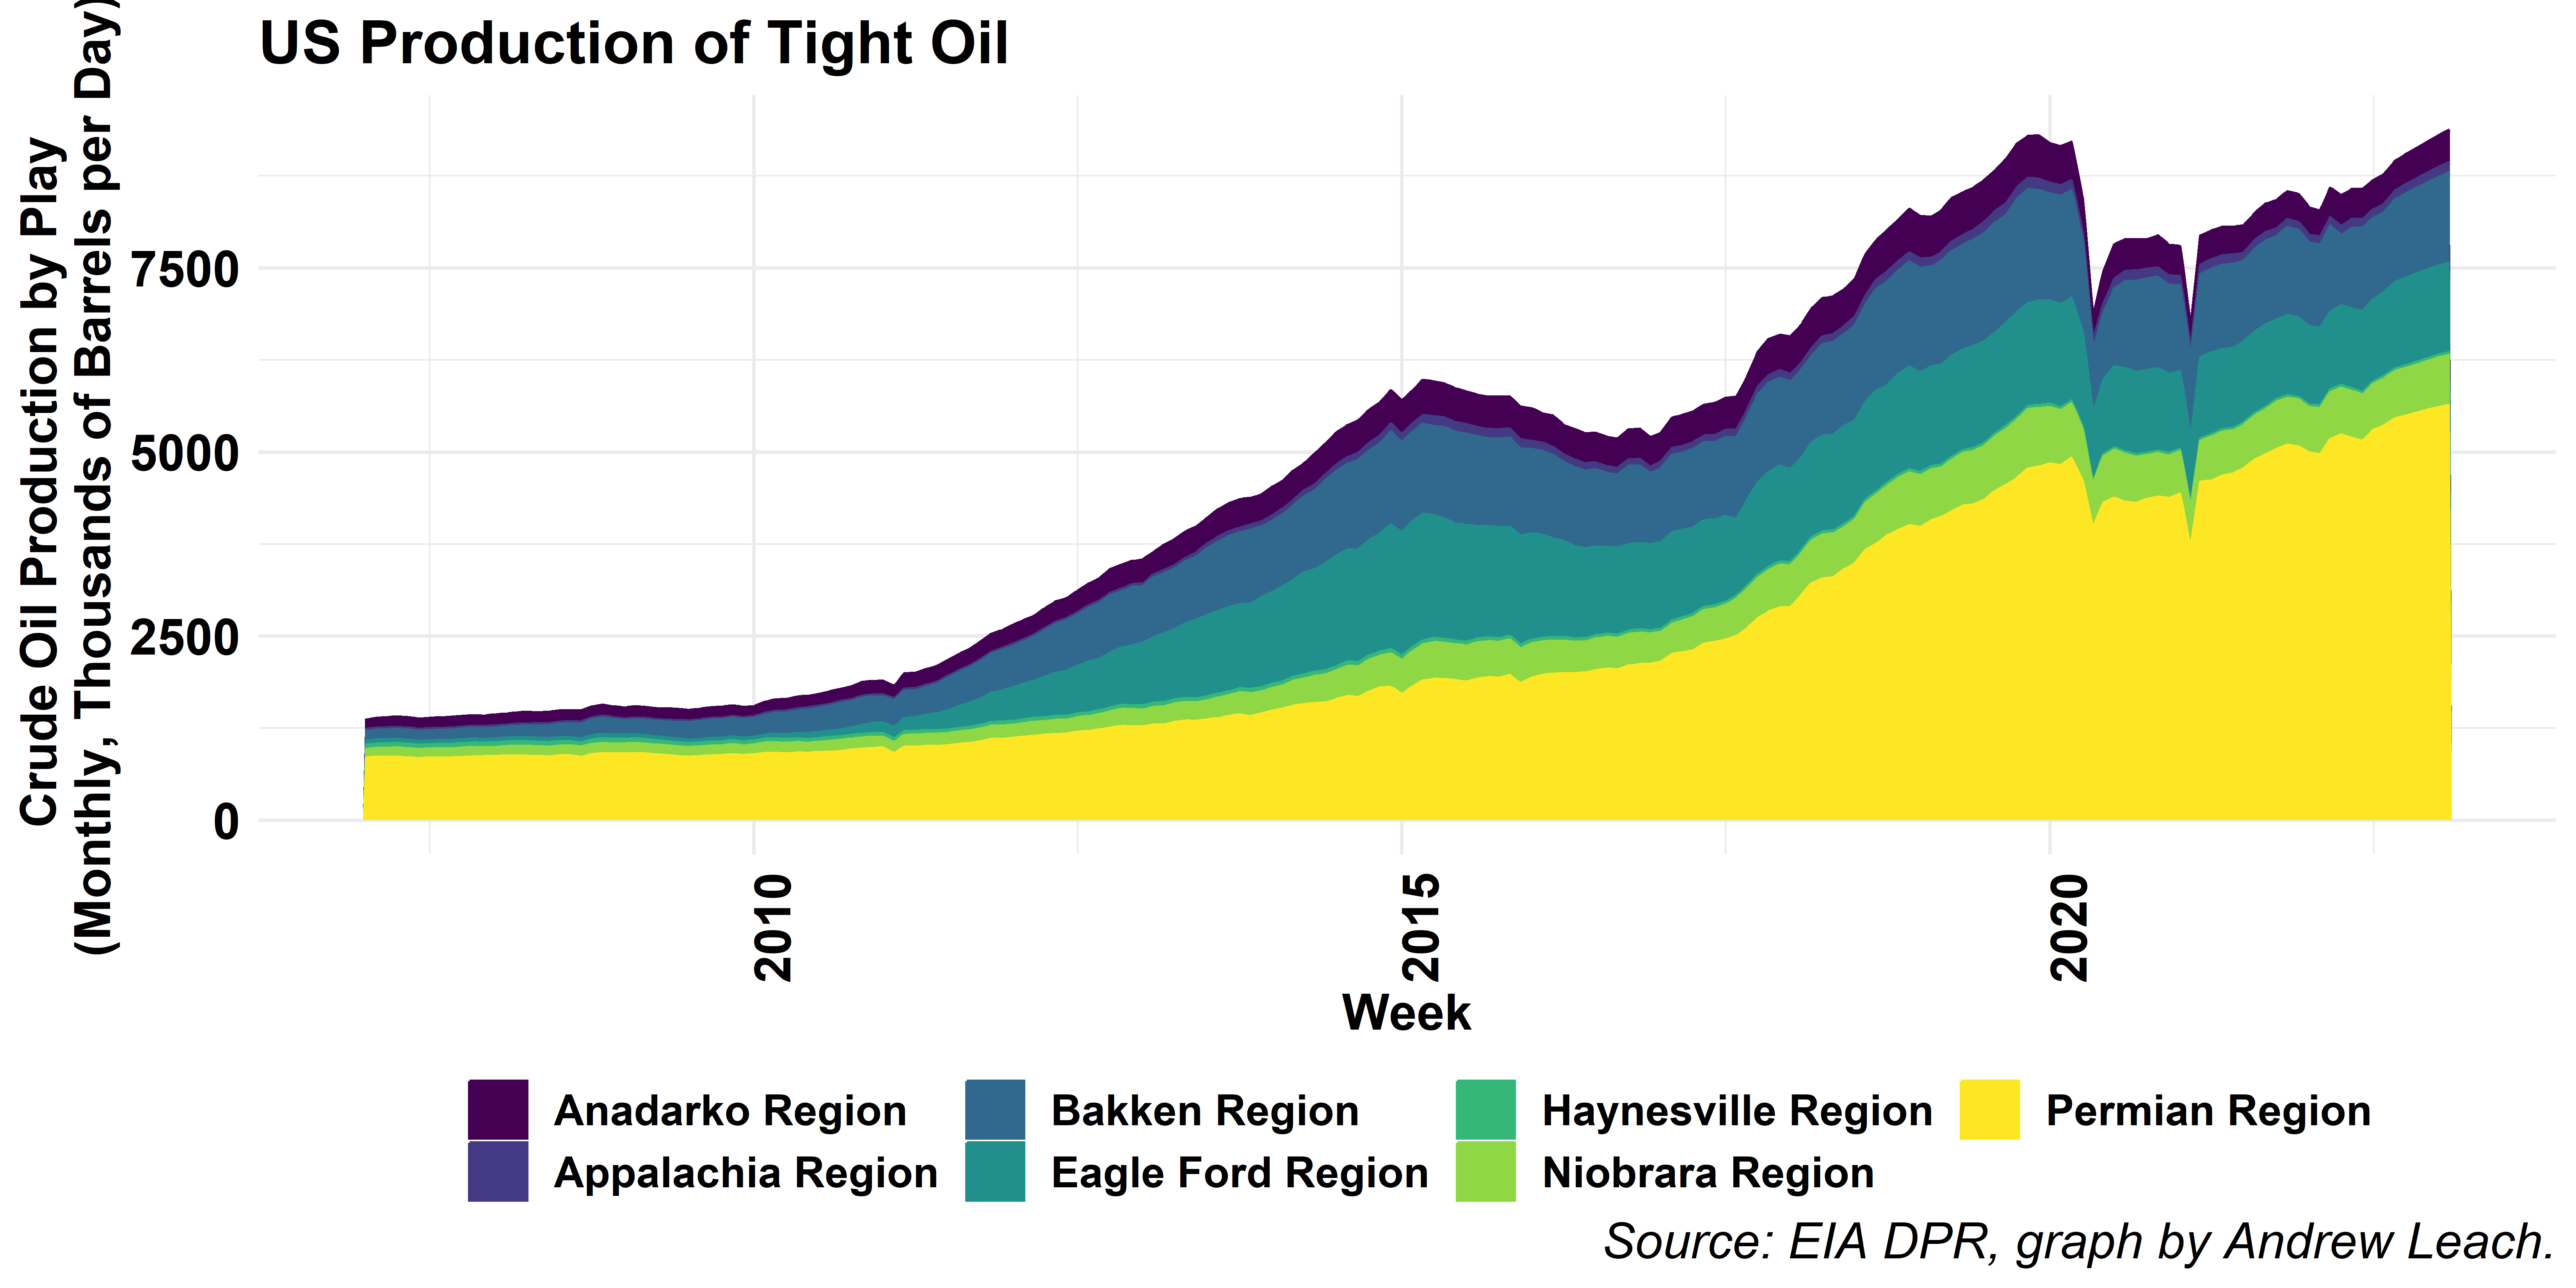 US Production of Tight Oil
Crude Oil Production by Play
(Monthly, Thousands of Barrels per Day)
7500
5000
2500
0
2010
2015
2020
Week
Anadarko Region
Bakken Region
Haynesville Region
Permian Region
Appalachia Region
Eagle Ford Region
Niobrara Region
Source: EIA DPR, graph by Andrew Leach.